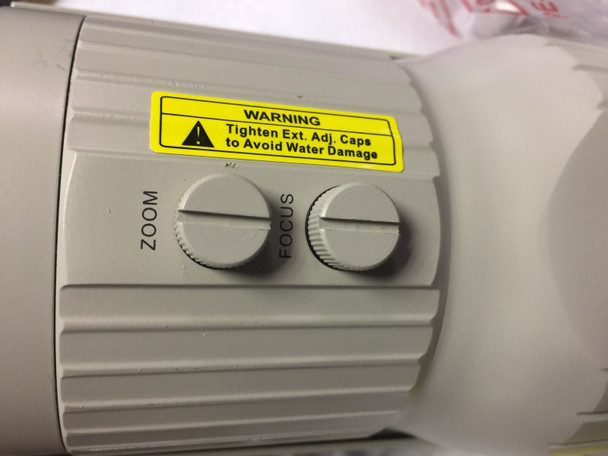 WARNING
Tighten Ext. Adj. Caps
to Avoid Water Damage
ZOOM
FOCUS